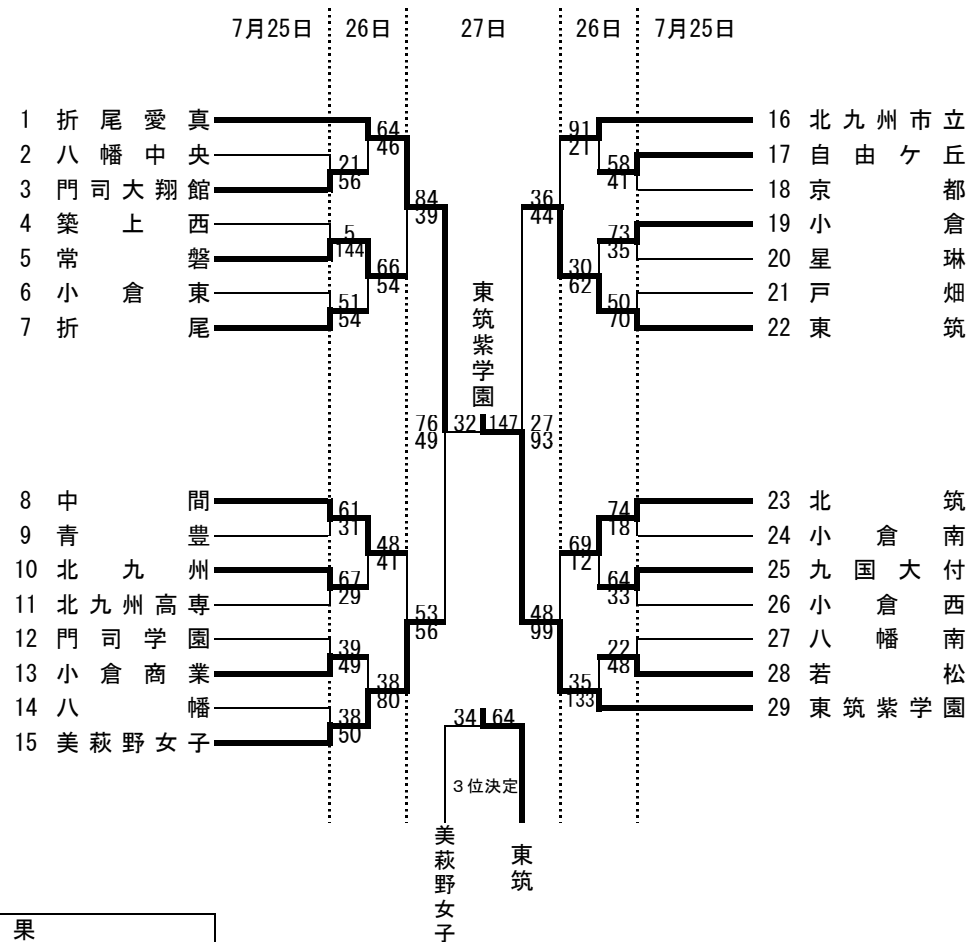 7月25日 26日 27日 26日 7月25日
1 折尾愛真
2 八幡中央
3 門司大翔館
4 築上西
5 常磐
6 小倉東
7 折尾
64
46
21
56
84
39
5
144
66
54
51
54
8 中間
9 青豊
10 北九州
11 北九州高専
12 門司学園
13 小倉商業
14 八幡
15 美萩野女子
61
31
48
41
67
29
53
56
39
49
38
80
38
50
76
49
東筑紫学園
32 147
27
93
16 北九州市立
17 自由ケ丘
18 京都
19 小倉
20 星琳
21 戸畑
22 東筑
91
21
58
41
36
44
73
35
30
62
50
70
23 北筑
24 小倉南
25 九国大付
26 小倉西
27 八幡南
28 若松
29 東筑紫学園
74
18
69
12
64
33
48
99
22
48
35
133
34 64
3位決定
美萩野女子
東筑
果